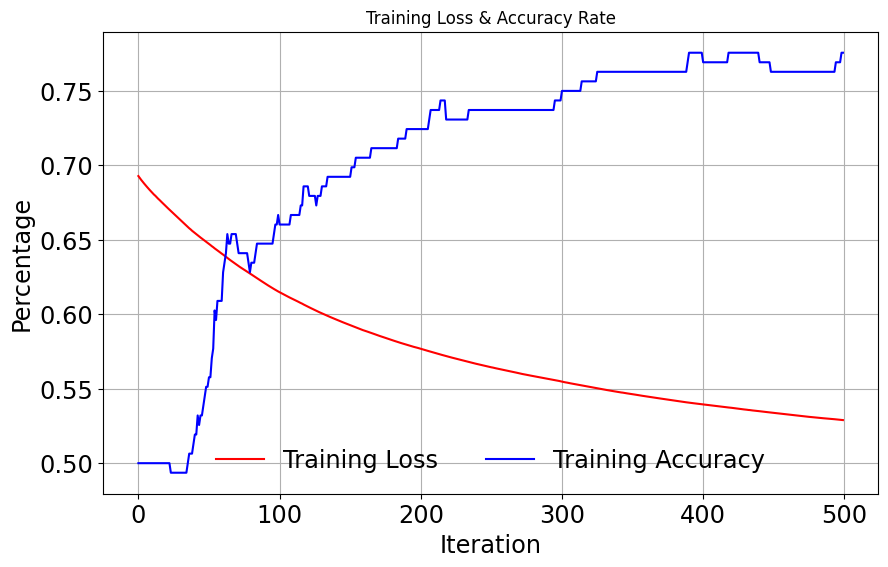 Training Loss & Accuracy Rate
Percentage
0.75
0.70
0.65
0.60
0.55
0.50
Training Loss Training Accuracy
0 100 200 300 400 500
Iteration